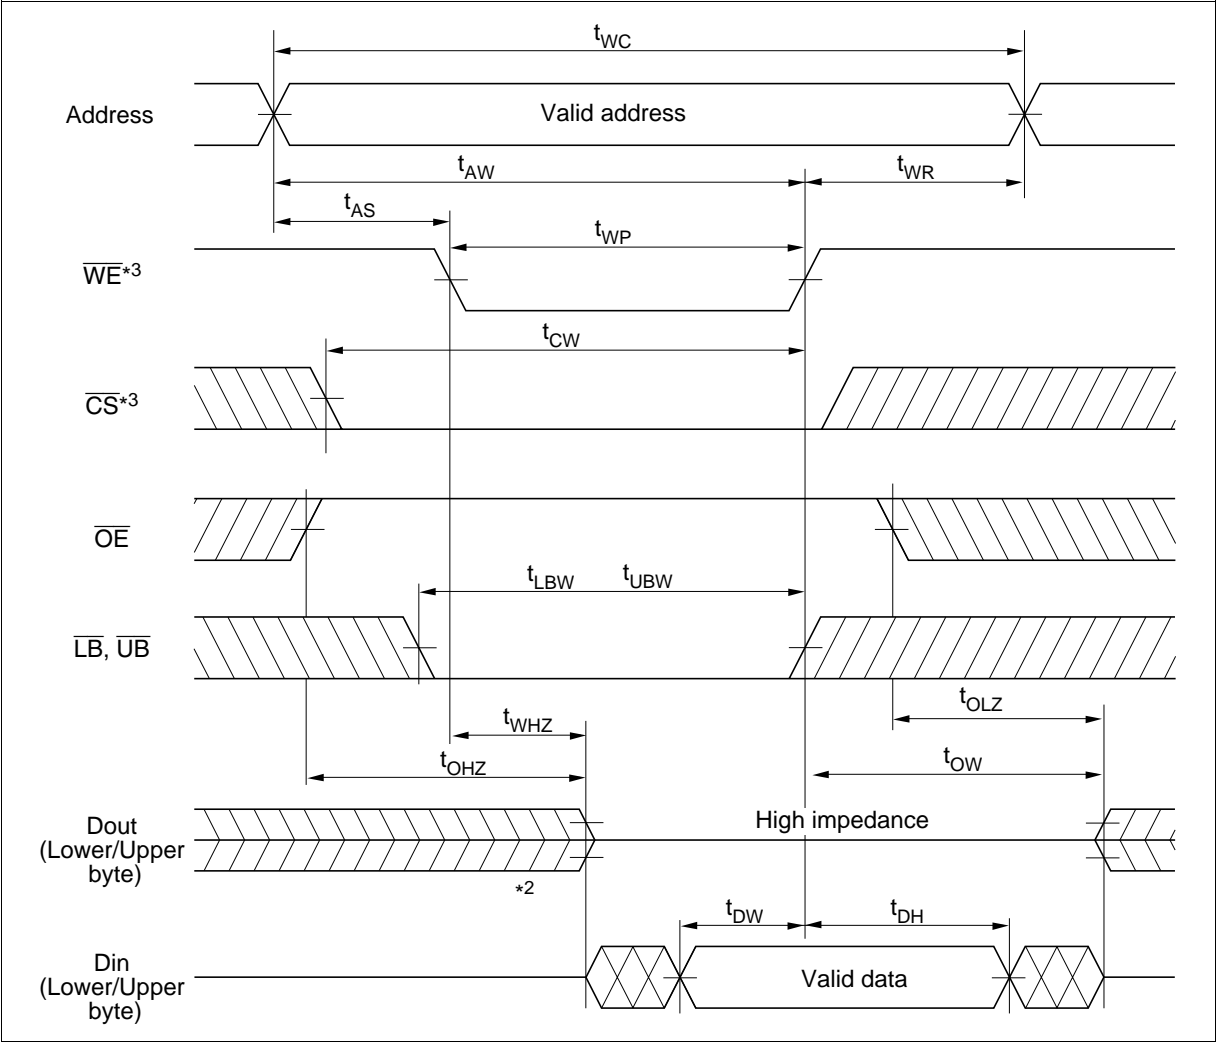 tWC
Address
Valid address
tAW
tWR
tAS
tWP
WE*3
tCW
CS*3
OE
tLBW tUBW
LB, UB
tOLZ
tWHZ
tOHZ
tOW
High impedance
Dout
(Lower/Upper
byte)
*2
tDW
tDH
Din
(Lower/Upper
byte)
Valid data